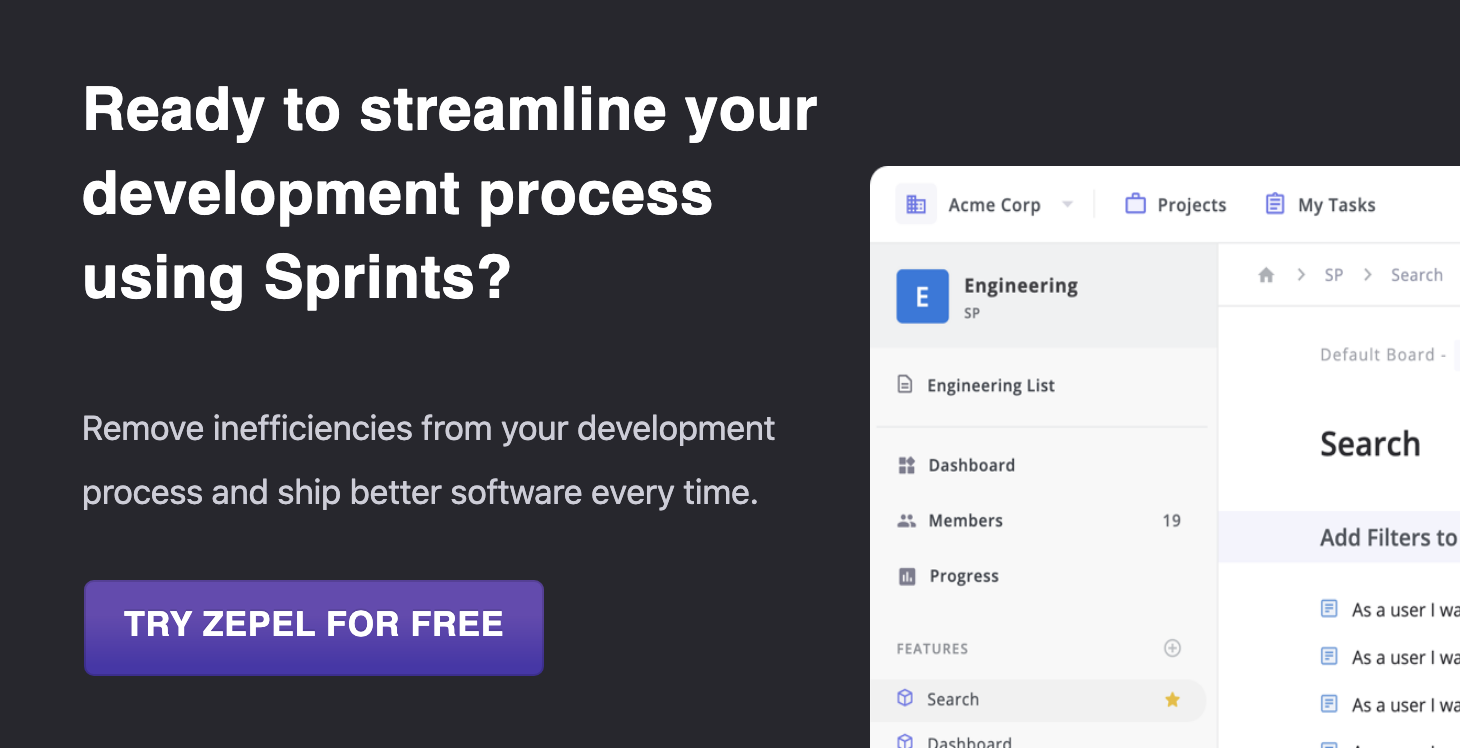 Ready to streamline your
development process
using Sprints?
Remove inefficiencies from your development
process and ship better software every time.
TRY ZEPEL FOR FREE
Acme Corp
Projects
My Tasks
E
Engineering
SP
Engineering List
Dashboard
Members 19
Progress
FEATURES
Search
Dashboard
SP
Search
Default Board -
Search
Add Filters to
As a user I wa
As a user I wa
As a user I wa